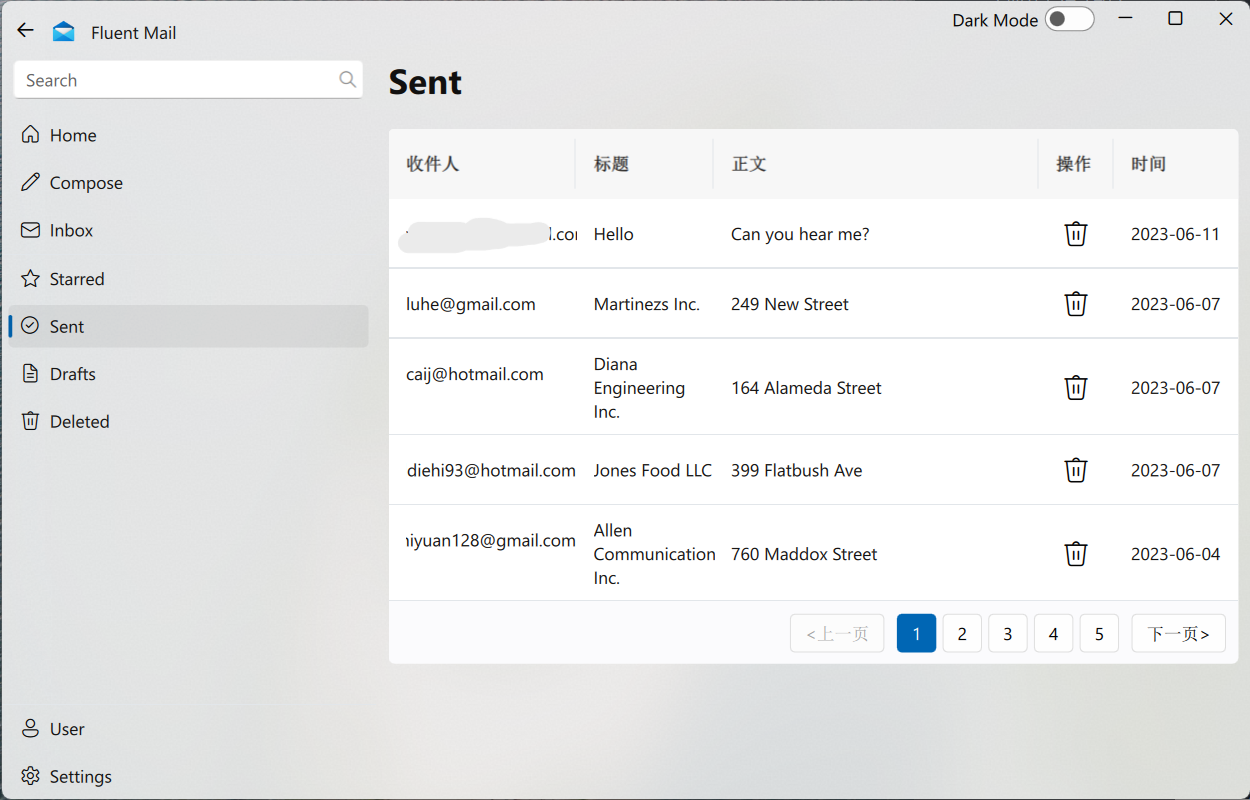 Fluent Mail
Dark Mode
Search
Sent
Home
Compose
Inbox
Starred
Sent
Drafts
Deleted
User
Settings
收件人 标题 正文 操作 时间
Hello Can you hear me? 2023-06-11
luhe@gmail.com Martinezs Inc. 249 New Street 2023-06-07
caij@hotmail.com Diana Engineering Inc. 164 Alameda Street 2023-06-07
diehi93@hotmail.com Jones Food LLC 399 Flatbush Ave 2023-06-07
iyuan128@gmail.com Allen Communication Inc. 760 Maddox Street 2023-06-04
<上一页 1 2 3 4 5 下一页>